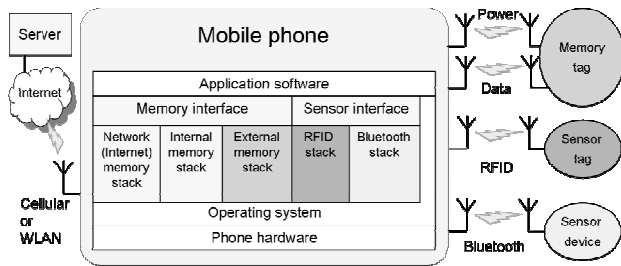 Server
Internet
Cellular
or
WLAN
Mobile phone
Application software
Memory interface
Sensor interface
Network
(Internet)
memory
stack
Internal
memory
stack
External
memory
stack
RFID
stack
Bluetooth
stack
Operating system
Phone hardware
Power
Data
Memory
tag
RFID
Sensor
tag
Bluetooth
Sensor
device